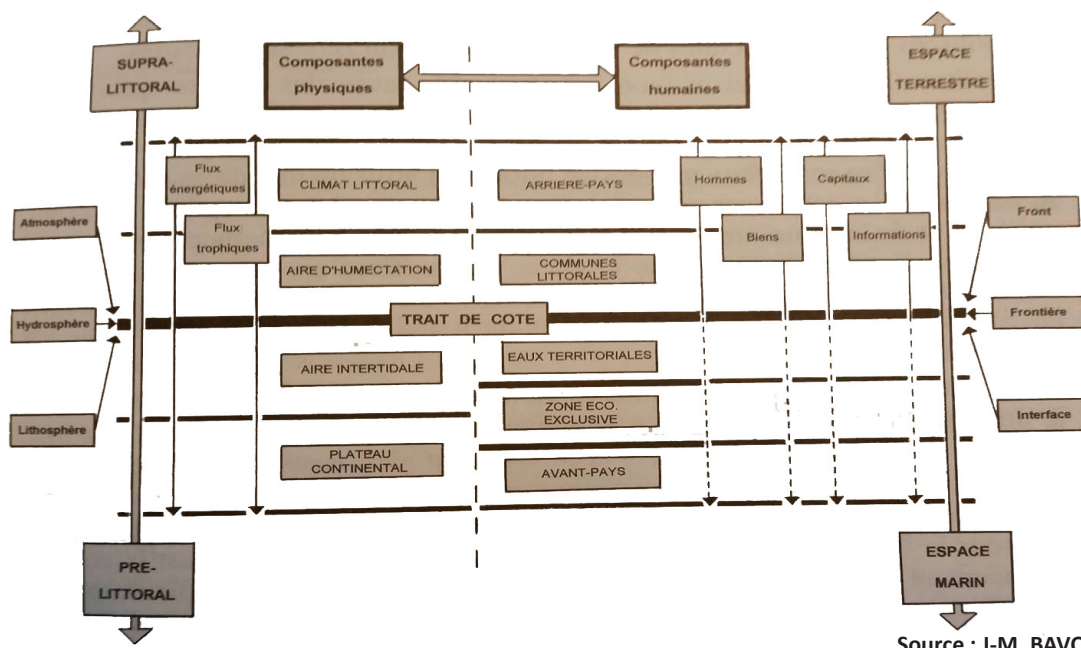 SUPRA-
LITTORAL
Composantes
physiques
Composantes
humaines
ESPACE
TERRESTRE
Flux
énergétiques
CLIMAT LITTORAL
ARRIERE-PAYS
Hommes
Capitaux
Atmosphère
Flux
trophiques
Biens
Informations
Front
AIRE D'HUMECTATION
COMMUNES
LITTORALES
Hydrosphère
TRAIT DE COTE
Frontière
AIRE INTERTIDALE
EAUX TERRITORIALES
Lithosphère
ZONE ECO.
EXCLUSIVE
Interface
PLATEAU
CONTINENTAL
AVANT-PAYS
PRE-
LITTORAL
ESPACE
MARIN
Source : J-M. BAVO